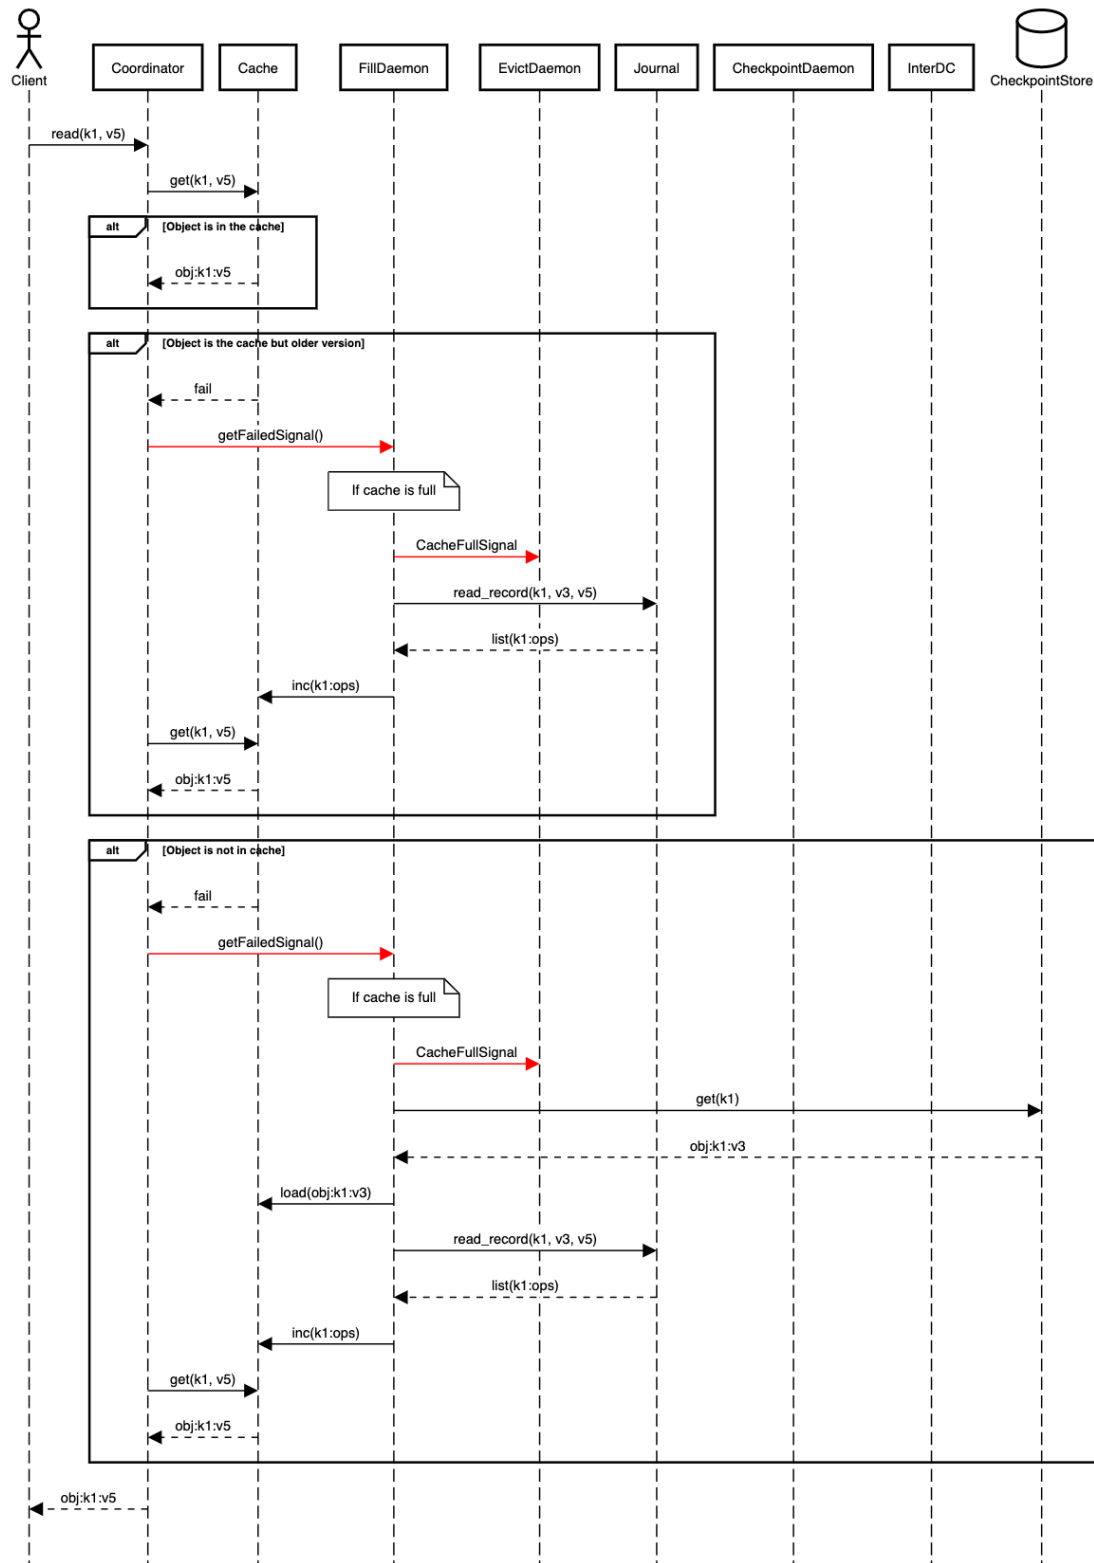 Client
Coordinator
Cache
FillDaemon
EvictDaemon
Journal
CheckpointDaemon
InterDC
CheckpointStore
read(k1, v5)
get(k1, v5)
alt
[Object is in the cache]
obj:k1:v5
alt
[Object is the cache but older version]
fail
getFailedSignal()
If cache is full
CacheFullSignal
read_record(k1, v3, v5)
list(k1:ops)
inc(k1:ops)
get(k1, v5)
obj:k1:v5
alt
[Object is not in cache]
fail
getFailedSignal()
If cache is full
CacheFullSignal
get(k1)
obj:k1:v3
load(obj:k1:v3)
read_record(k1, v3, v5)
list(k1:ops)
inc(k1:ops)
get(k1, v5)
obj:k1:v5
obj:k1:v5